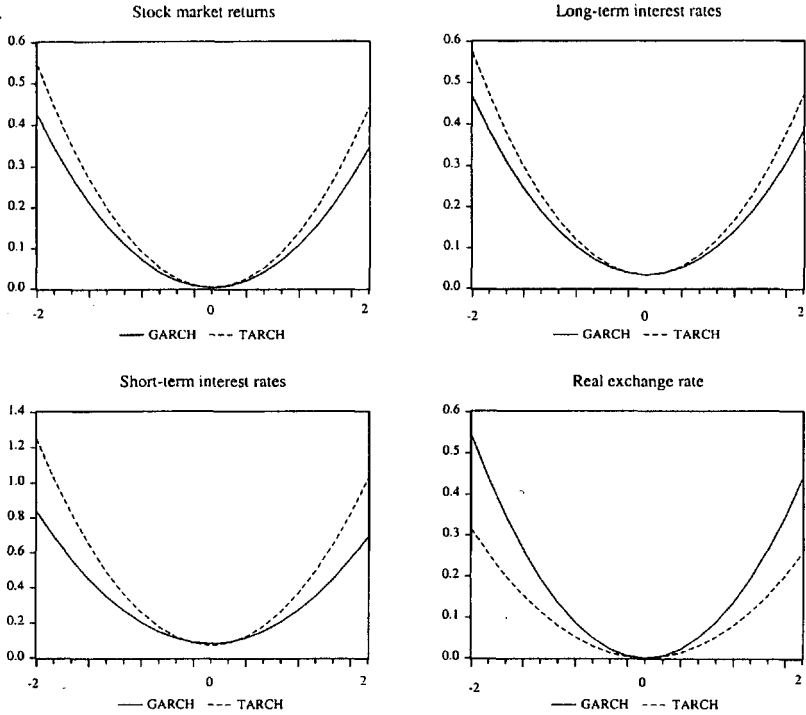 Stock market returns
0.6
0.5
0.4
0.3
0.2
0.1
0.0
-2 0 2
GARCH TARCH
Long-term interest rates
0.6
0.5
0.4
0.3
0.2
0.1
0.0
-2 0 2
GARCH TARCH
Short-term interest rates
1.4
1.2
1.0
0.8
0.6
0.4
0.2
0.0
-2 0 2
GARCH TARCH
Real exchange rate
0.6
0.5
0.4
0.3
0.2
0.1
0.0
-2 0 2
GARCH TARCH